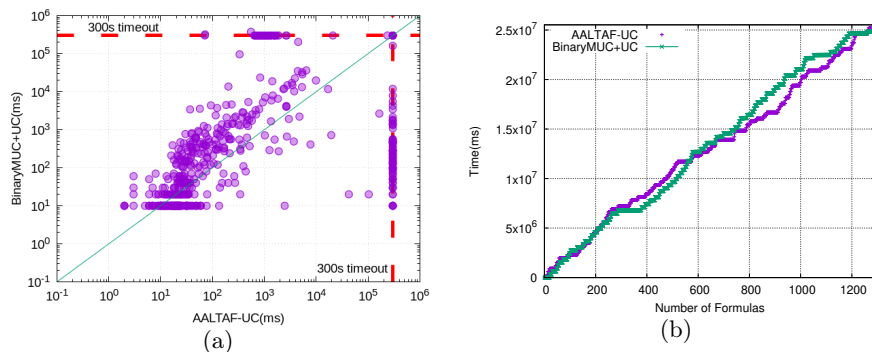 10^6
10^5
10^4
10^3
10^2
10^1
10^0
10^-1
BinaryMUC+UC(ms)
300s timeout
300s timeout
10^-1 10^0 10^1 10^2 10^3 10^4 10^5 10^6
AALTAF-UC(ms)
(a)
2.5x10^7
2x10^7
1.5x10^7
1x10^7
5x10^6
0
Time(ms)
AALTAF-UC
BinaryMUC+UC
0 200 400 600 800 1000 1200
Number of Formulas
(b)